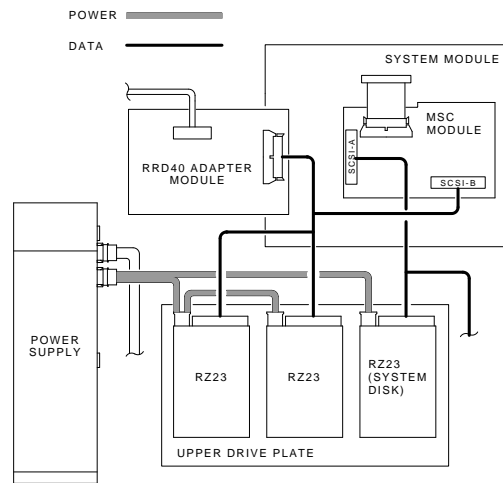 POWER
DATA
SYSTEM MODULE
MSC
MODULE
SCSI-A
SCSI-B
RRD40 ADAPTER
MODULE
POWER
SUPPLY
RZ23
RZ23
RZ23
(SYSTEM
DISK)
UPPER DRIVE PLATE